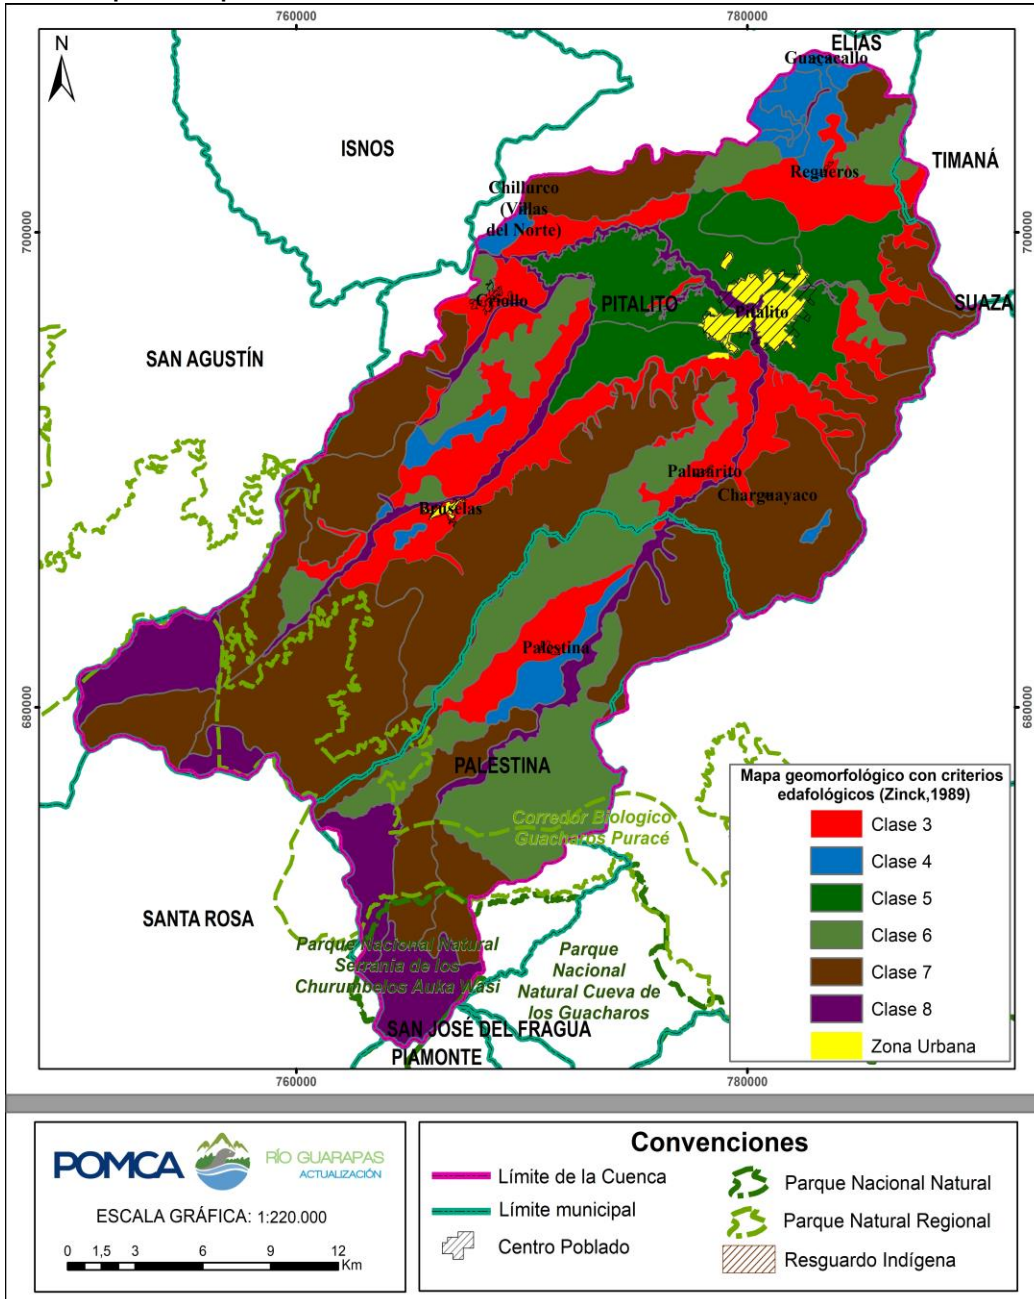 760000
780000
N
ELÍAS
Guacacallo
ISNOS
TIMANÁ
Regueros
Chillurco
(Villas
del Norte)
700000
700000
Criollo
PITALITO
Pitalito
SUAZA
SAN AGUSTÍN
Palmarito
Charguayaco
Bruselas
Palestina
680000
680000
PALESTINA
Corredor Biologico
Guacharos Puracé
SANTA ROSA
Parque Nacional Natural
Serranía de los
Churumbelos Auka Wasi
Parque
Nacional
Natural Cueva de
los Guacharos
SAN JOSÉ DEL FRAGUA
PIAMONTE
Mapa geomorfológico con criterios
edafológicos (Zinck,1989)
Clase 3
Clase 4
Clase 5
Clase 6
Clase 7
Clase 8
Zona Urbana
760000
780000
POMCA
RÍO GUARAPAS
ACTUALIZACIÓN
ESCALA GRÁFICA: 1:220.000
0 1,5 3 6 9 12
Km
Convenciones
Límite de la Cuenca
Límite municipal
Centro Poblado
Parque Nacional Natural
Parque Natural Regional
Resguardo Indígena